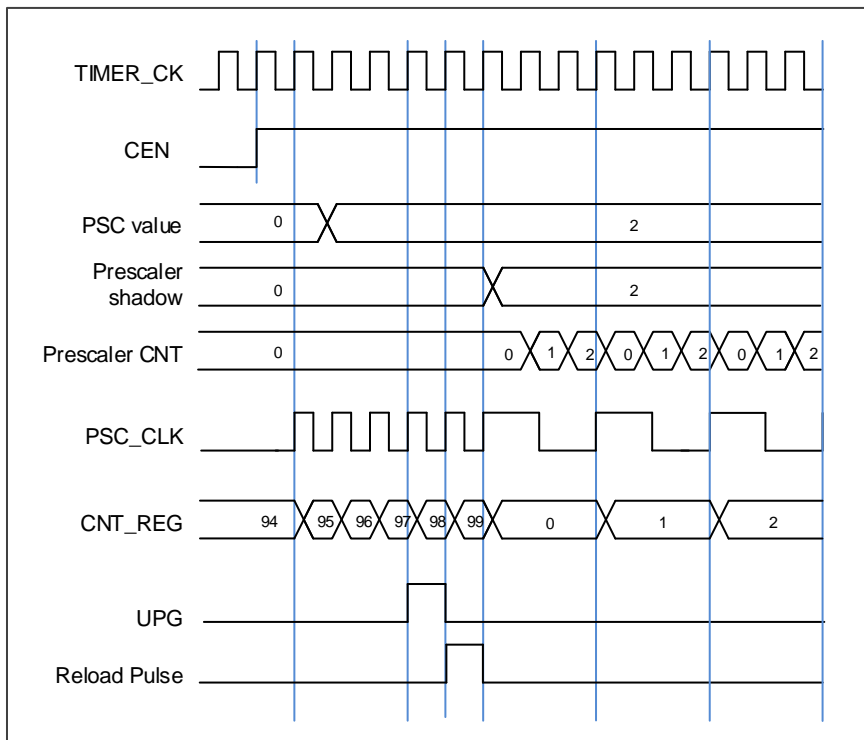 TIMER_CK
CEN
PSC value 0 2
Prescaler
shadow 0 2
Prescaler CNT 0 0 1 2 0 1 2 0 1 2
PSC_CLK
CNT_REG 94 95 96 97 98 99 0 1 2
UPG
Reload Pulse